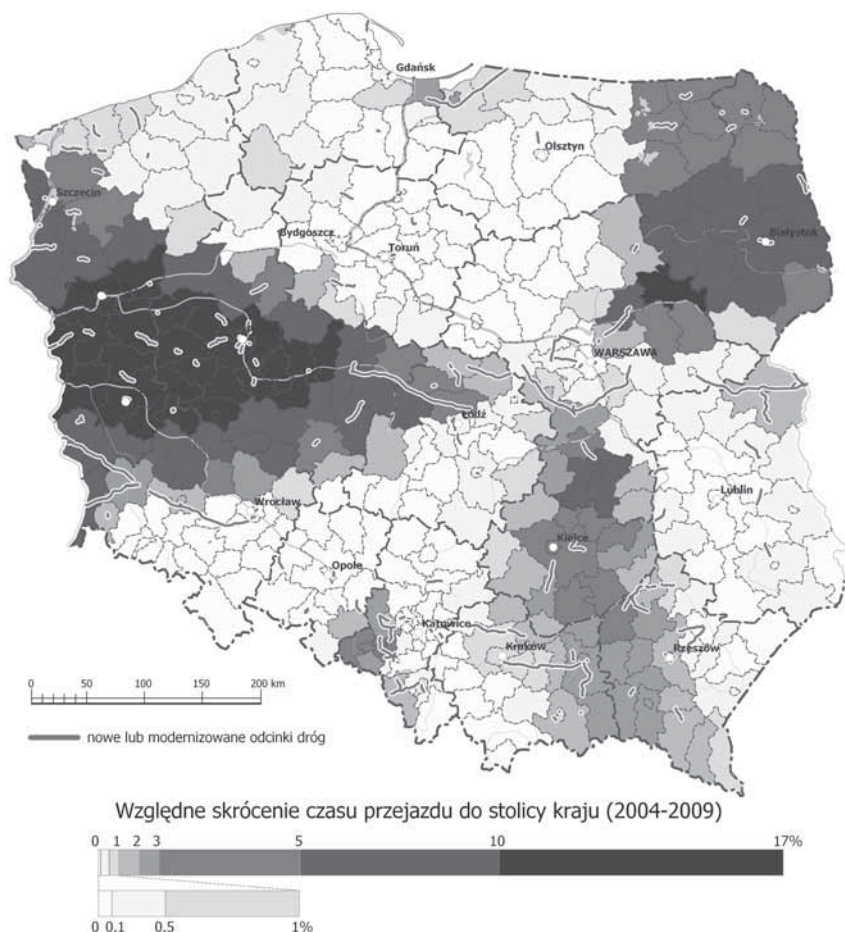 Gdańsk
Olsztyn
Szczecin
Bydgoszcz
Toruń
Białystok
WARSZAWA
Łódź
Wrocław
Lublin
Kielce
Opole
Katowice
Kraków
Rzeszów
0 50 100 150 200 km
nowe lub modernizowane odcinki dróg
Względne skrócenie czasu przejazdu do stolicy kraju (2004-2009)
0 1 2 3 5 10 17%
0 0,1 0,5 1%